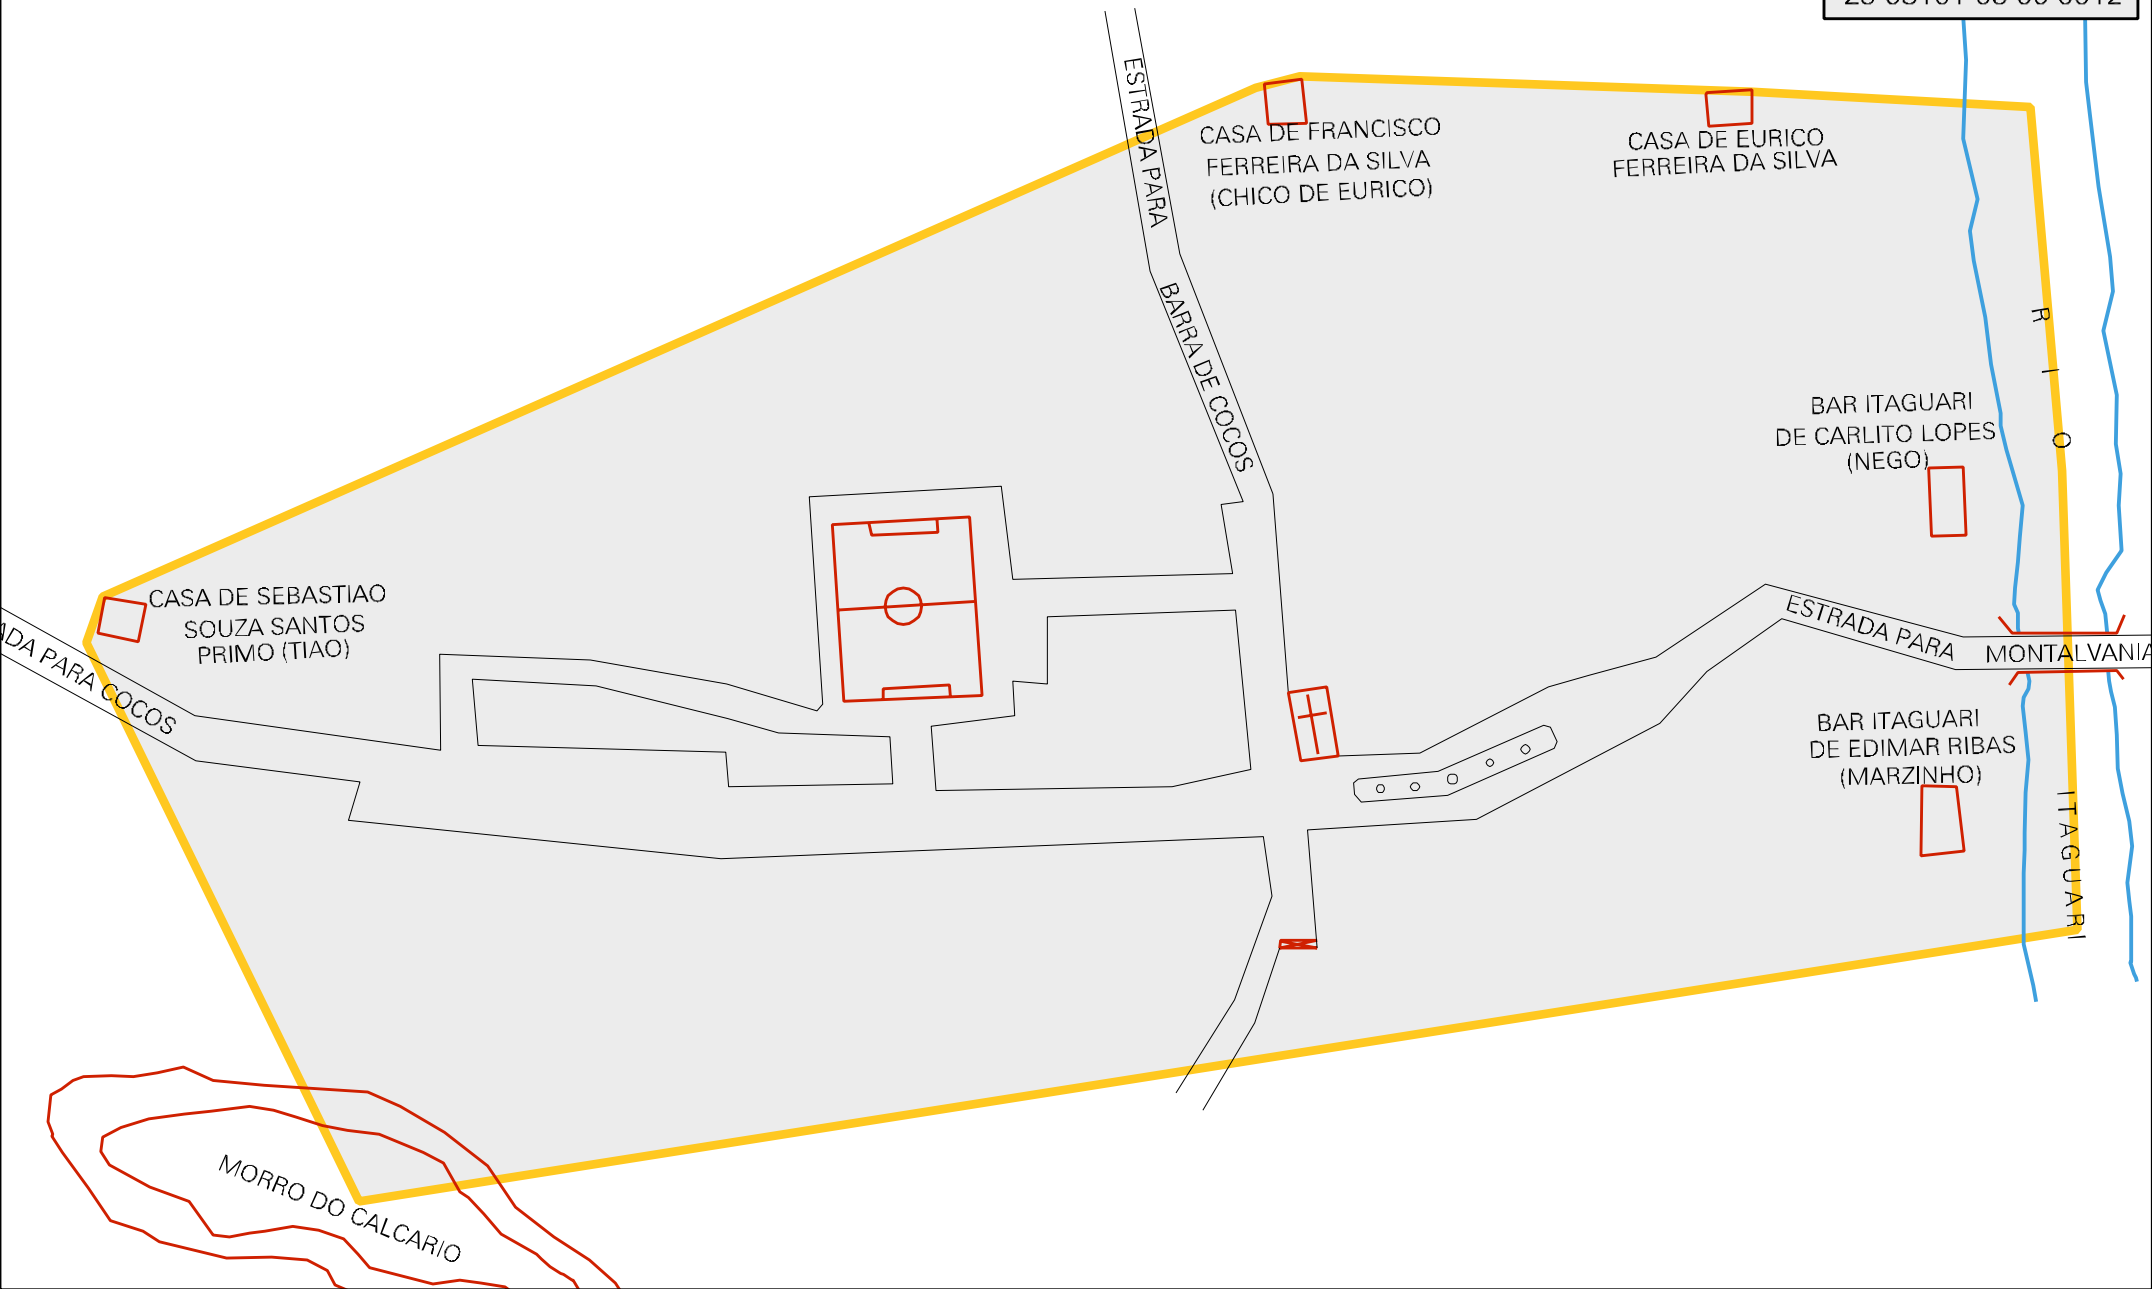 ESTRADA PARA
BARRA DE COCOS
CASA DE FRANCISCO
FERREIRA DA SILVA
(CHICO DE EURICO)
CASA DE EURICO
FERREIRA DA SILVA
RIO
ITAGUARI
BAR ITAGUARI
DE CARLITO LOPES
(NEGO)
CASA DE SEBASTIAO
SOUZA SANTOS
PRIMO (TIAO)
ADA PARA COCOS
ESTRADA PARA
MONTALVANIA
BAR ITAGUARI
DE EDIMAR RIBAS
(MARZINHO)
MORRO DO CALCARIO